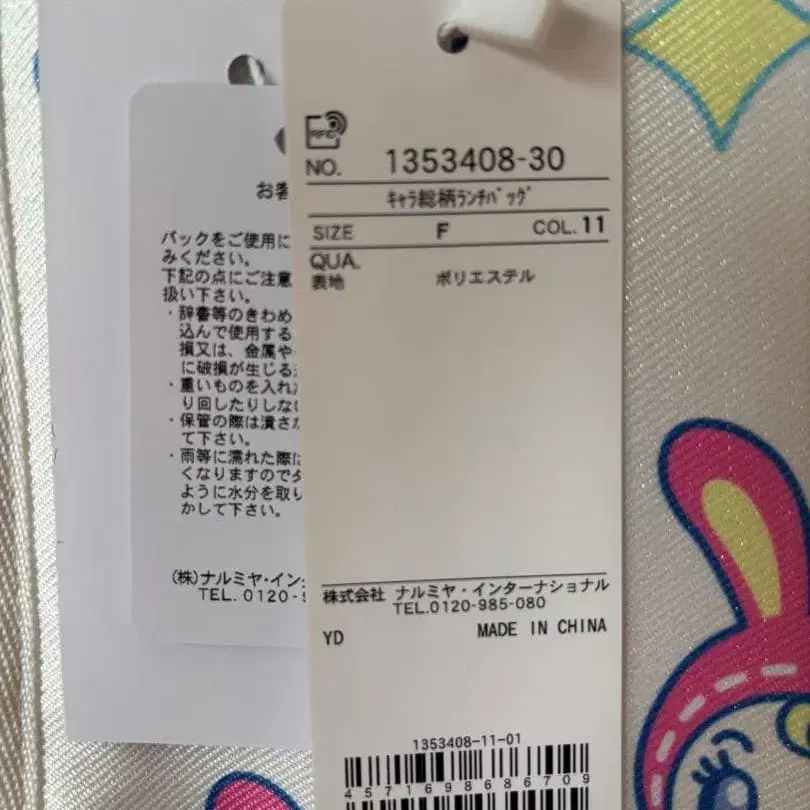 お客
バックをご使用に
みください。
下記の点にご注意
扱い下さい。
・辞書等のきわめ
込んで使用する
損又は、金属や
に破損が生じる
・重いものを入れ
り回したりしない
・保管の際は潰さ
て下さい。
・雨等に濡れた際は
くなりますのでタ
ように水分を取り
かして下さい。
(株)ナルミヤ・イン
TEL. 0120-9
RFID
NO. 1353408-30
ｷｬﾗ総柄ﾗﾝﾁﾊﾞｯｸﾞ
SIZE F COL. 11
QUA.
表地 ポリエステル
株式会社 ナルミヤ・インターナショナル
TEL.0120-985-080
YD MADE IN CHINA
1353408-11-01
4571698686709